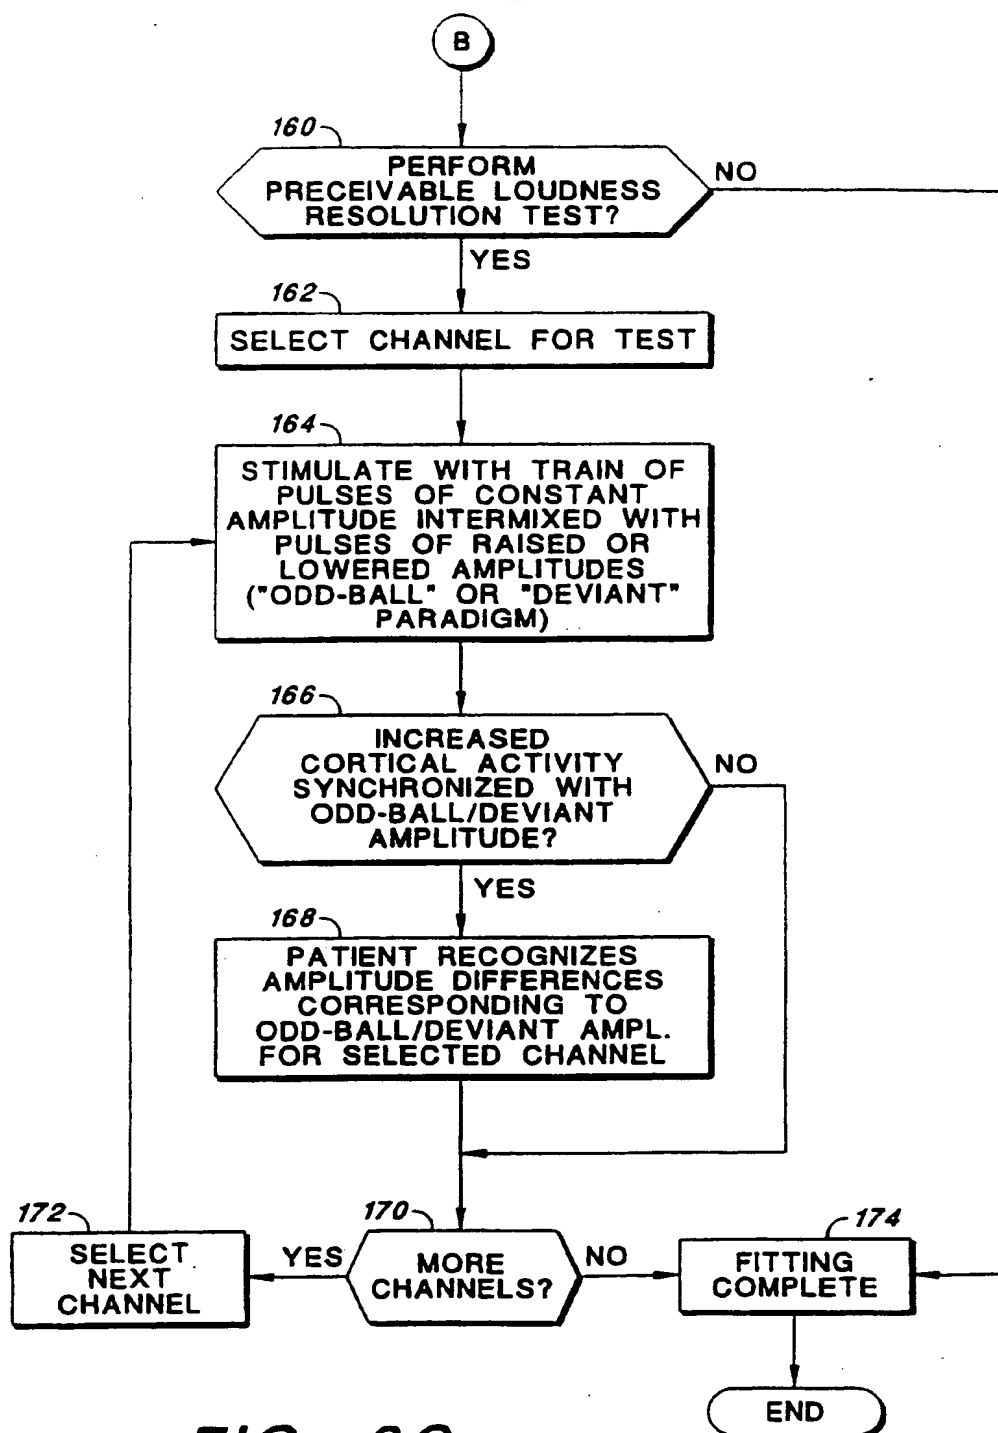 B
160
PERFORM
PRECEIVABLE LOUDNESS
RESOLUTION TEST?
NO
YES
162
SELECT CHANNEL FOR TEST
164
STIMULATE WITH TRAIN OF
PULSES OF CONSTANT
AMPLITUDE INTERMIXED WITH
PULSES OF RAISED OR
LOWERED AMPLITUDES
("ODD-BALL" OR "DEVIANT"
PARADIGM)
166
INCREASED
CORTICAL ACTIVITY
SYNCHRONIZED WITH
ODD-BALL/DEVIANT
AMPLITUDE?
NO
YES
168
PATIENT RECOGNIZES
AMPLITUDE DIFFERENCES
CORRESPONDING TO
ODD-BALL/DEVIANT AMPL.
FOR SELECTED CHANNEL
170
MORE
CHANNELS?
YES
NO
172
SELECT
NEXT
CHANNEL
174
FITTING
COMPLETE
END